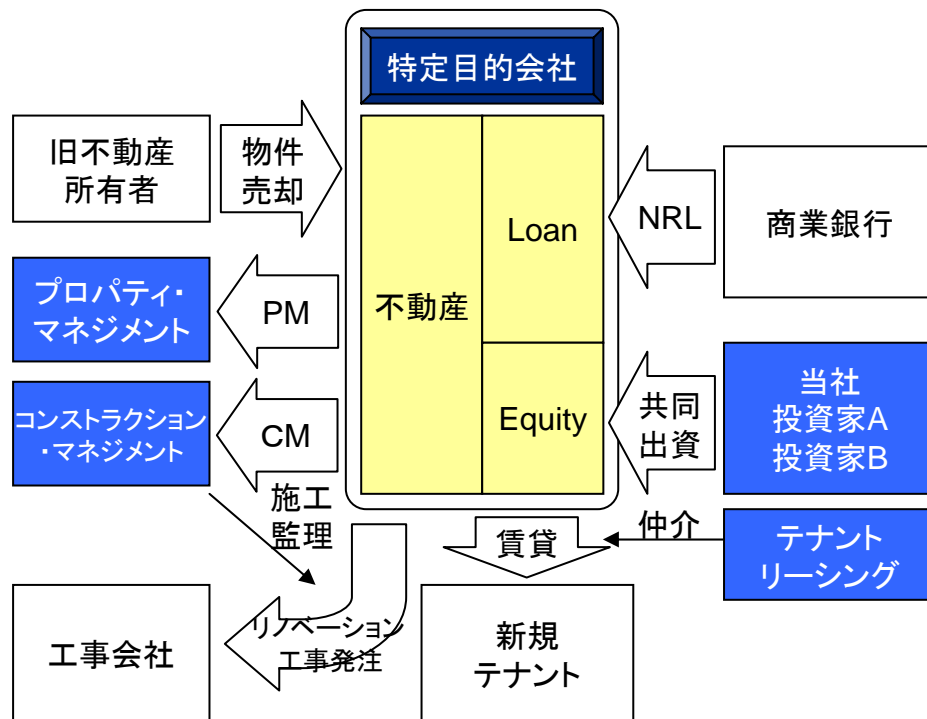 特定目的会社
旧不動産
所有者
物件
売却
不動産
Loan
NRL
商業銀行
プロパティ・
マネジメント
PM
コンストラクション
・マネジメント
CM
Equity
共同
出資
当社
投資家A
投資家B
施工
監理
賃貸
仲介
テナント
リーシング
工事会社
リノベーション
工事発注
新規
テナント